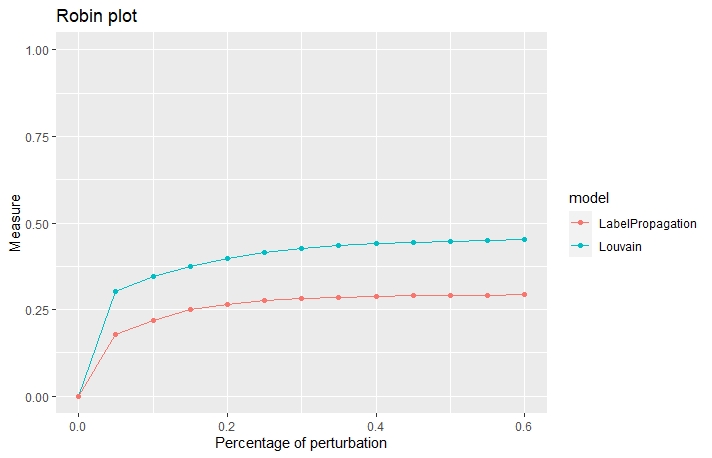 Robin plot
1.00
0.75
0.50
0.25
0.00
Measure
0.0
0.2
0.4
0.6
Percentage of perturbation
model
LabelPropagation
Louvain